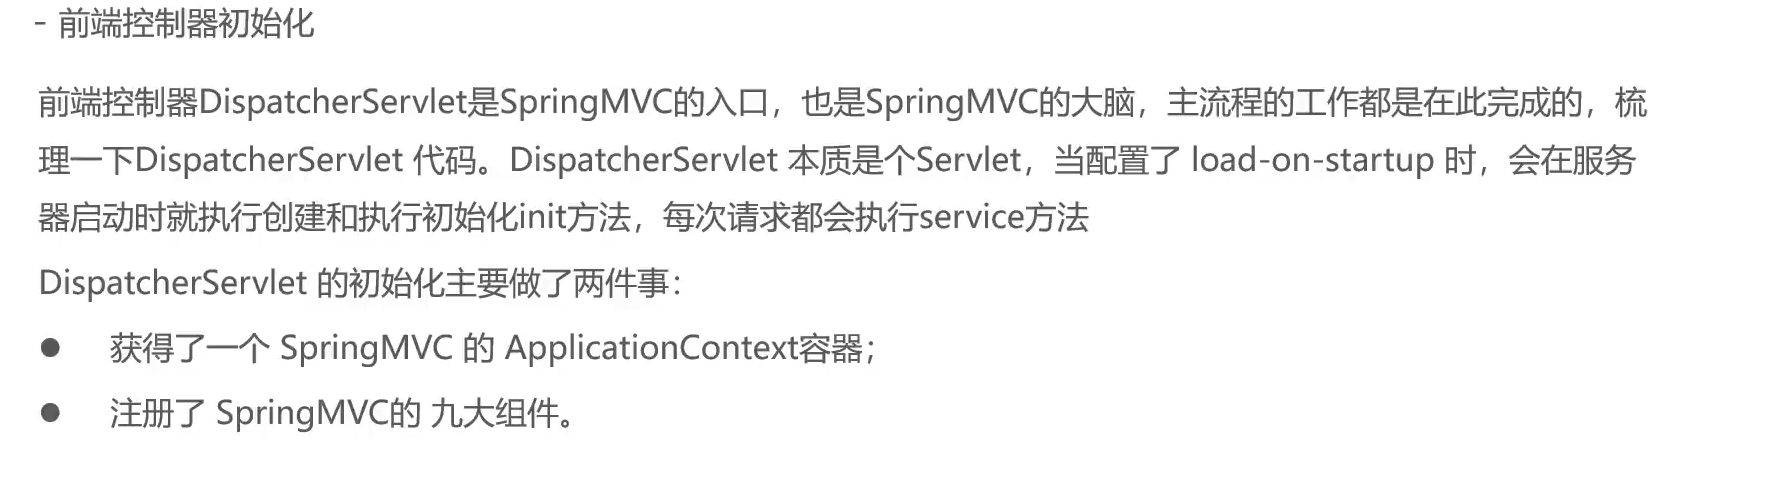 - 前端控制器初始化
前端控制器DispatcherServlet是SpringMVC的入口，也是SpringMVC的大脑，主流程的工作都是在此完成的，梳
理一下DispatcherServlet 代码。DispatcherServlet 本质是个Servlet，当配置了 load-on-startup 时，会在服务
器启动时就执行创建和执行初始化init方法，每次请求都会执行service方法
DispatcherServlet 的初始化主要做了两件事：
● 获得了一个 SpringMVC 的 ApplicationContext容器；
● 注册了 SpringMVC的 九大组件。